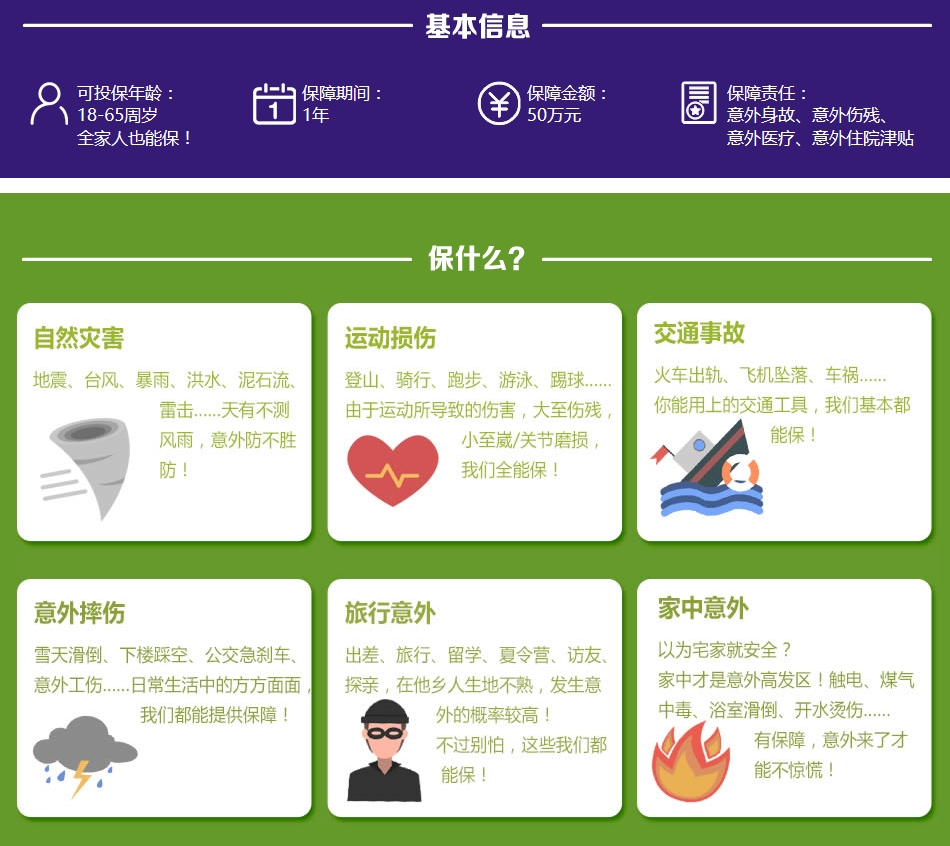 基本信息
可投保年龄：
18-65周岁
全家人也能保！
保障期间：
1年
保障金额：
50万元
保障责任：
意外身故、意外伤残、
意外医疗、意外住院津贴
保什么？
自然灾害
地震、台风、暴雨、洪水、泥石流、
雷击......天有不测
风雨，意外防不胜
防！
运动损伤
登山、骑行、跑步、游泳、踢球......
由于运动所导致的伤害，大至伤残，
小至崴/关节磨损，
我们全能保！
交通事故
火车出轨、飞机坠落、车祸......
你能用上的交通工具，我们基本都
能保！
意外摔伤
雪天滑倒、下楼踩空、公交急刹车、
意外工伤......日常生活中的方方面面，
我们都能提供保障！
旅行意外
出差、旅行、留学、夏令营、访友、
探亲，在他乡人生地不熟，发生意
外的概率较高！
不过别怕，这些我们都
能保！
家中意外
以为宅家就安全？
家中才是意外高发区！触电、煤气
中毒、浴室滑倒、开水烫伤......
有保障，意外来了才
能不惊慌！